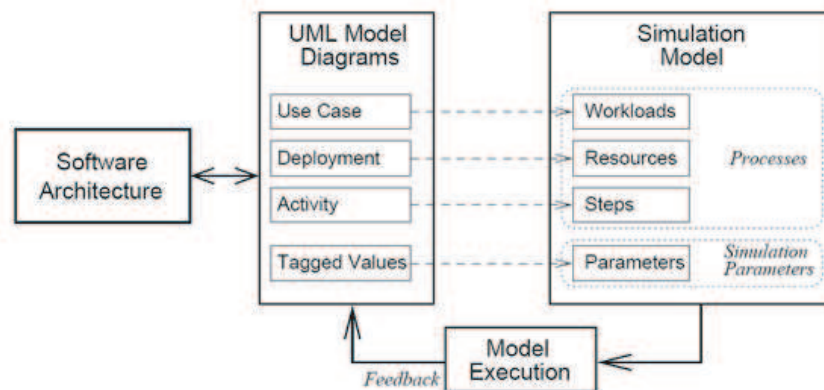 UML Model
Diagrams
Simulation
Model
Use Case
Workloads
Deployment
Resources
Processes
Activity
Steps
Tagged Values
Parameters
Simulation
Parameters
Software
Architecture
Model
Execution
Feedback